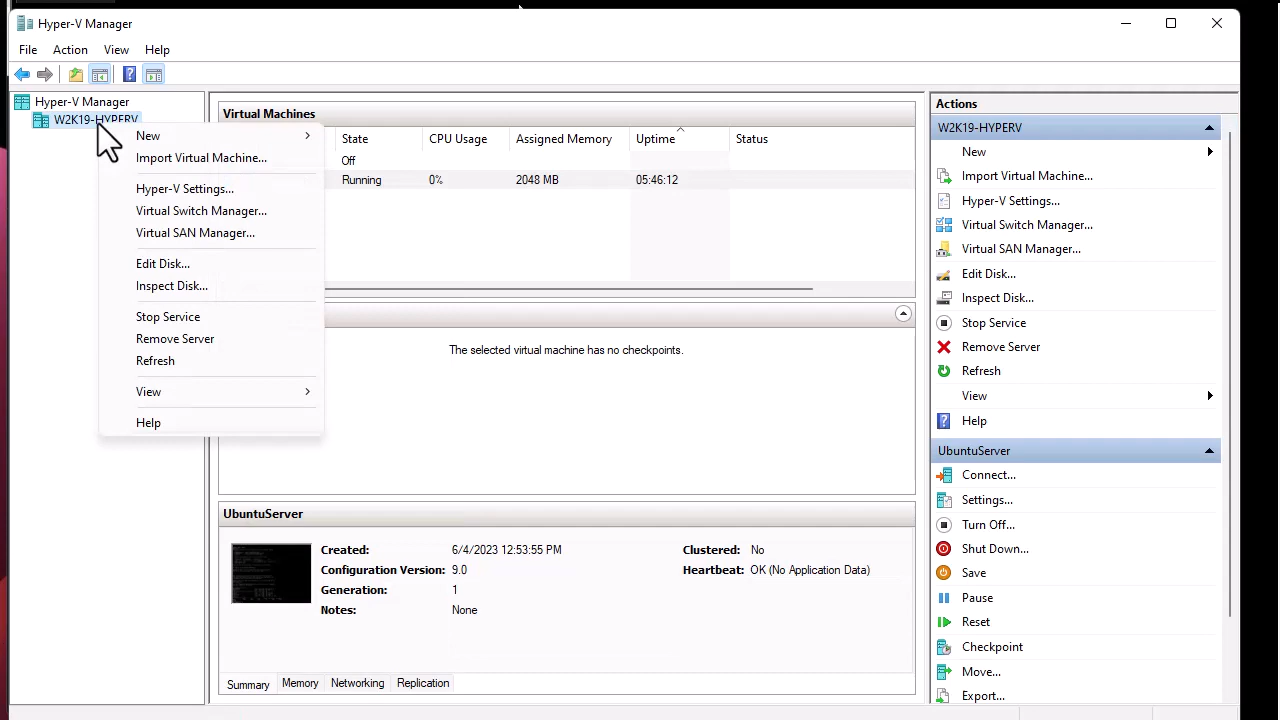 Hyper-V Manager
File Action View Help
Hyper-V Manager
W2K19-HYPERV
New
Import Virtual Machine...
Hyper-V Settings...
Virtual Switch Manager...
Virtual SAN Manager...
Edit Disk...
Inspect Disk...
Stop Service
Remove Server
Refresh
View
Help
Virtual Machines
State CPU Usage Assigned Memory Uptime Status
Off
Running 0% 2048 MB 05:46:12
The selected virtual machine has no checkpoints.
UbuntuServer
Created: 6/4/2023 12:52:55 PM Clustered: No
Configuration Version: 9.0 Heartbeat: OK (No Application Data)
Generation: 1
Notes: None
Summary Memory Networking Replication
Actions
W2K19-HYPERV
New
Import Virtual Machine...
Hyper-V Settings...
Virtual Switch Manager...
Virtual SAN Manager...
Edit Disk...
Inspect Disk...
Stop Service
Remove Server
Refresh
View
Help
UbuntuServer
Connect...
Settings...
Turn Off...
Shut Down...
Save
Pause
Reset
Checkpoint
Move...
Export...